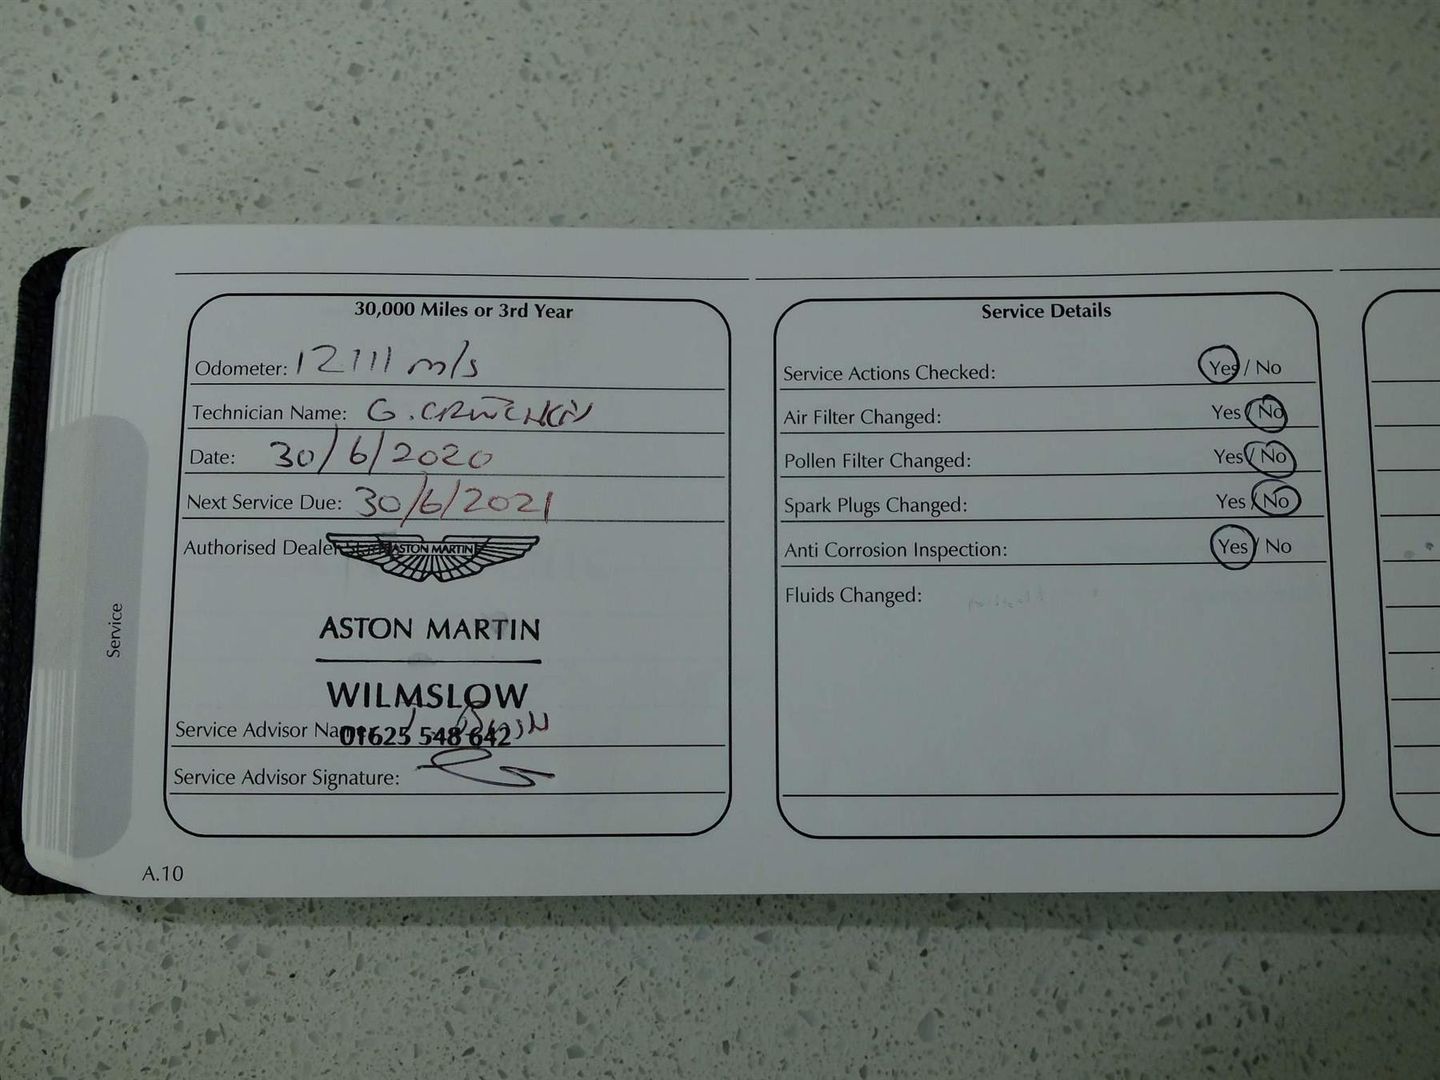 30,000 Miles or 3rd Year
Odometer: 12111 m/s
Technician Name: G.
Date: 30/6/2020
Next Service Due: 30/6/2021
Authorised Dealer
ASTON MARTIN
ASTON MARTIN
WILMSLOW
Service Advisor
01625 548 642
Service Advisor Signature:
Service Details
Service Actions Checked: Yes / No
Air Filter Changed: Yes / No
Pollen Filter Changed: Yes / No
Spark Plugs Changed: Yes / No
Anti Corrosion Inspection: Yes / No
Fluids Changed:
Service
A.10